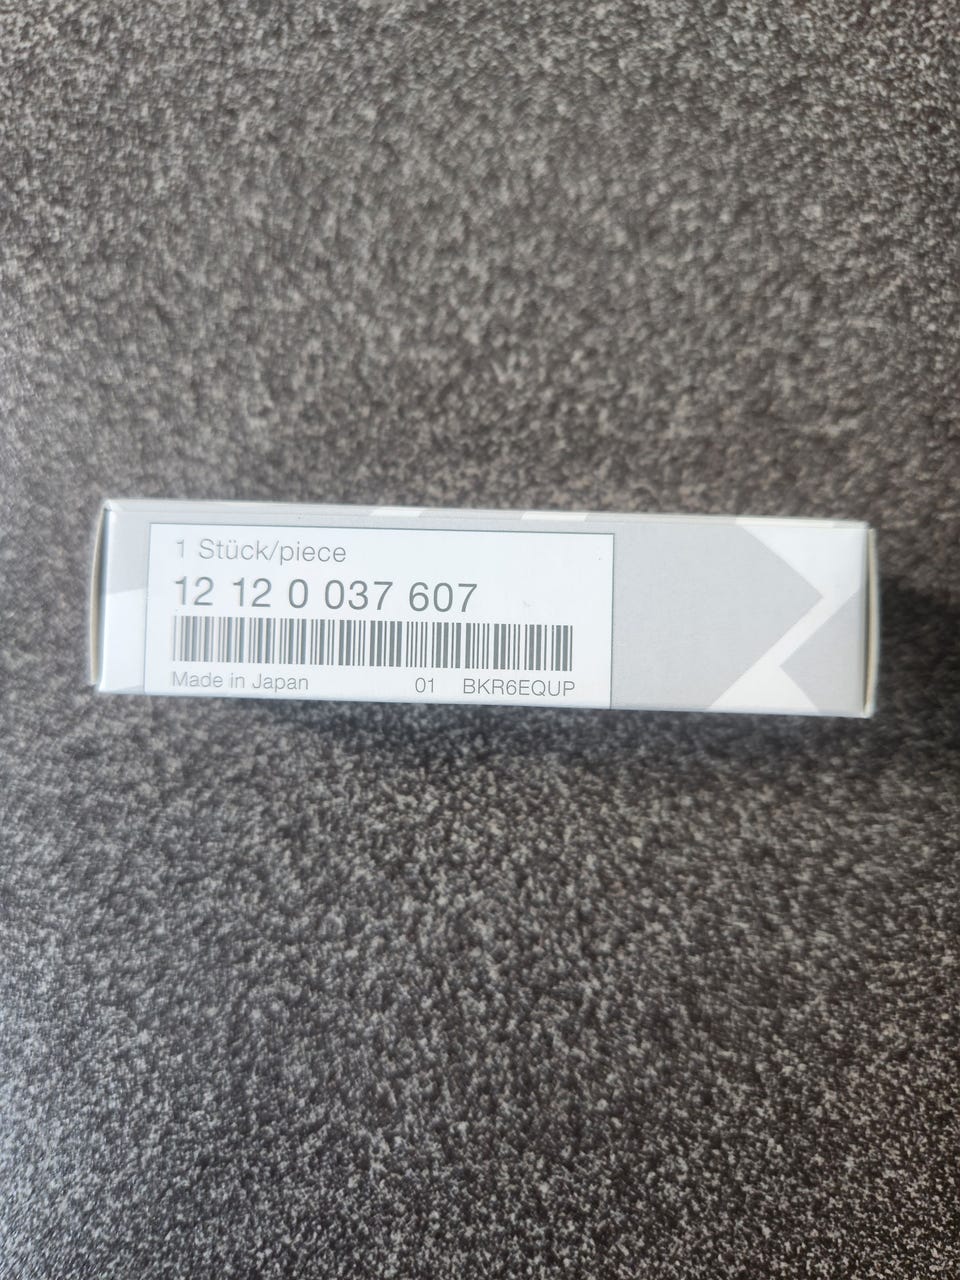 1 Stück/piece
12 12 0 037 607
Made in Japan 01 BKR6EQUP